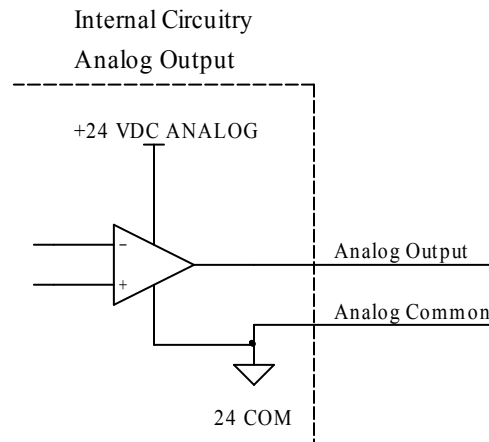 Internal Circuitry
Analog Output
+24 VDC ANALOG
−
+
Analog Output
Analog Common
24 COM